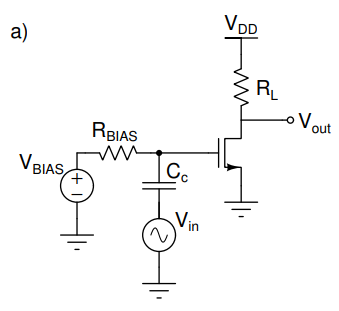 a)
VDD
RL
Vout
RBIAS
VBIAS
+
−
Cc
Vin